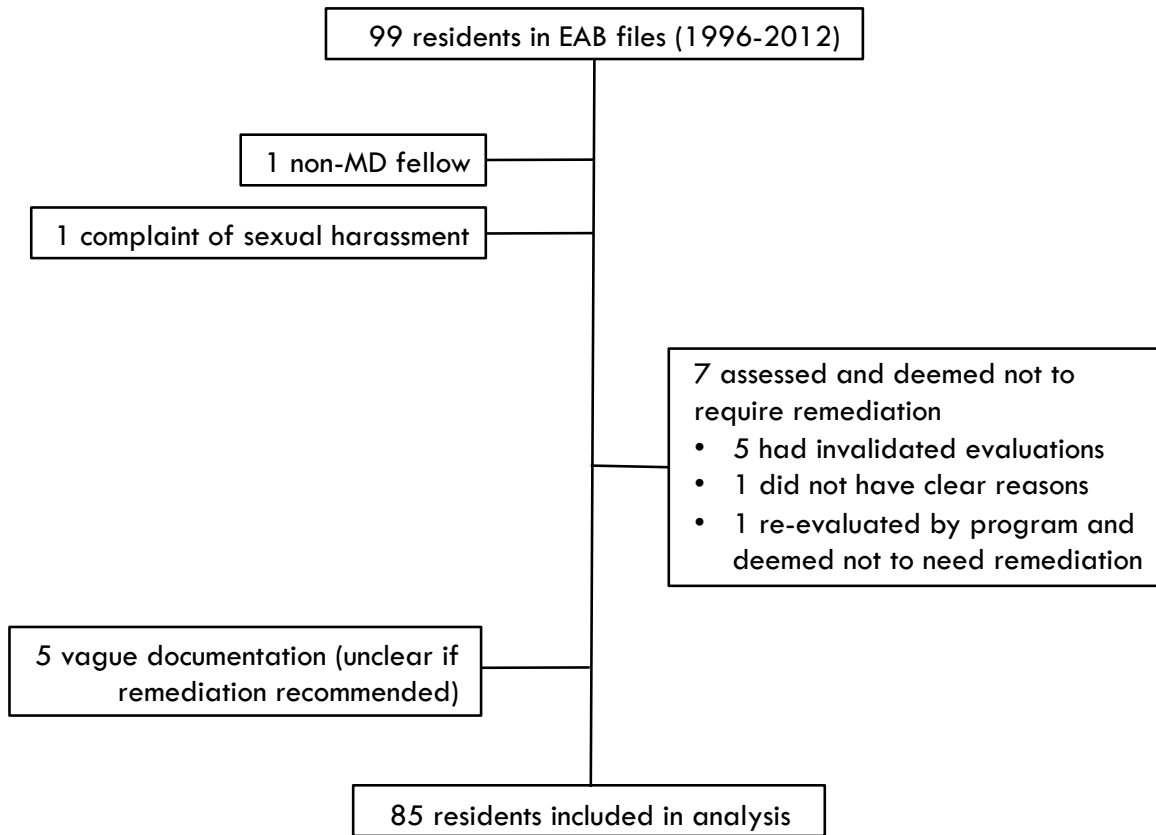 99 residents in EAB files (1996-2012)
1 non-MD fellow
1 complaint of sexual harassment
7 assessed and deemed not to
require remediation
• 5 had invalidated evaluations
• 1 did not have clear reasons
• 1 re-evaluated by program and
deemed not to need remediation
5 vague documentation (unclear if
remediation recommended)
85 residents included in analysis